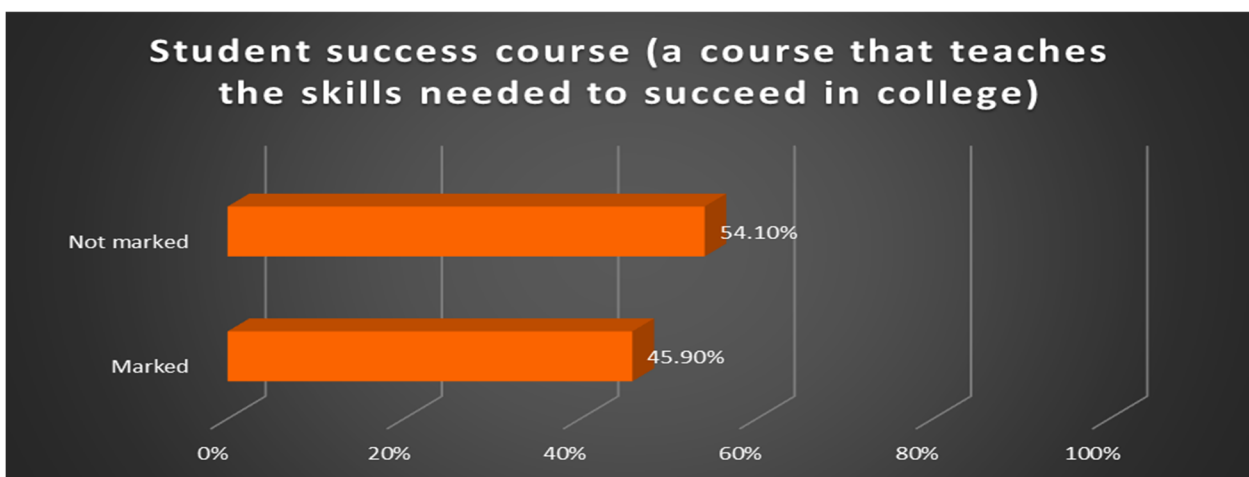 Student success course (a course that teaches
the skills needed to succeed in college)
Not marked
54.10%
Marked
45.90%
0% 20% 40% 60% 80% 100%